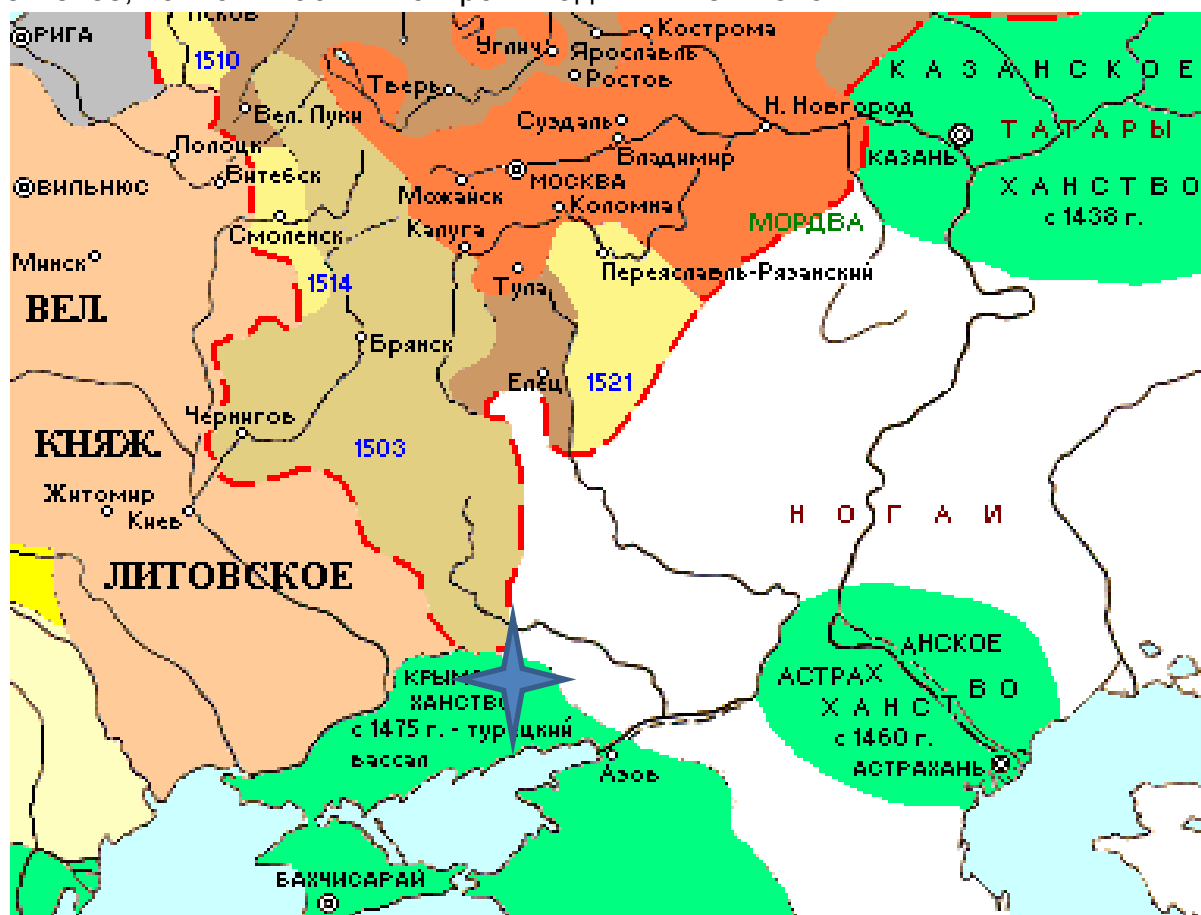 ПСКОВ
РИГА
1510
Углич
Кострома
Ярославль
Ростов
Тверь
Вел. Луки
Н. Новгород
Суздаль
Владимир
Полоцк
Витебск
ВИЛЬНЮС
МОСКВА
Можайск
Коломна
КАЗАНСКОЕ
ТАТАРЫ
КАЗАНЬ
ХАНСТВО
с 1438 г.
Смоленск
Калуга
МОРДВА
Минск
Переяславль-Рязанский
1514
Тула
ВЕЛ.
Брянск
Елец
1521
Чернигов
КНЯЖ.
1503
Житомир
Киев
НОГАИ
ЛИТОВСКОЕ
АНСКОЕ
АСТРАХ
ВО
ХАНСТ
с 1460 г.
АСТРАХАНЬ
КРЫМ
ХАНСТВО
с 1475 г. - турецкий
вассал
Азов
БАХЧИСАРАЙ